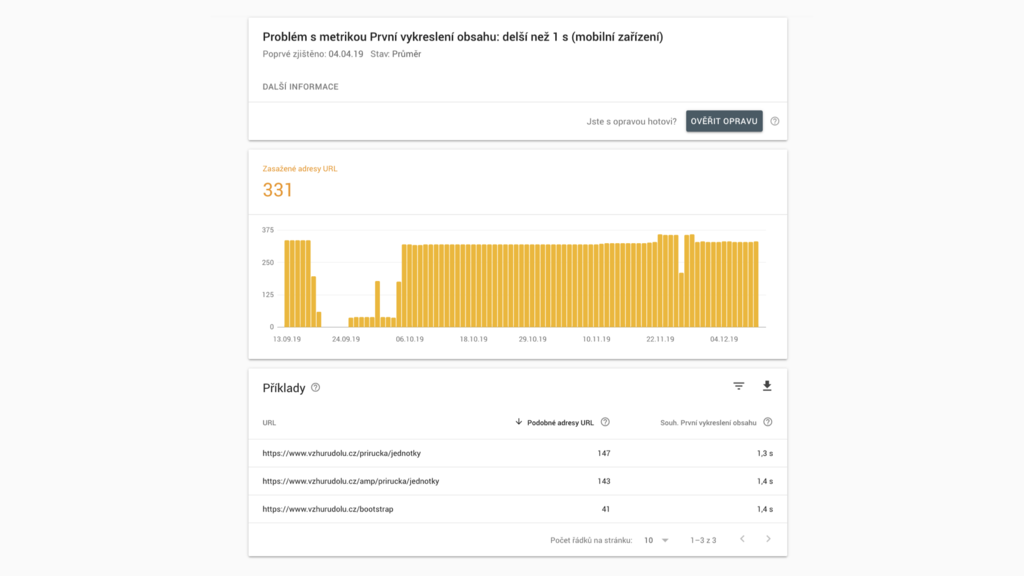 Problém s metrikou První vykreslení obsahu: delší než 1 s (mobilní zařízení)
Poprvé zjištěno: 04.04.19 Stav: Průměr
DALŠÍ INFORMACE
Jste s opravou hotovi? OVĚŘIT OPRAVU
Zasažené adresy URL
331
375
250
125
0
13.09.19 24.09.19 06.10.19 18.10.19 29.10.19 10.11.19 22.11.19 04.12.19
Příklady
URL Podobné adresy URL Souh. První vykreslení obsahu
https://www.vzhurudolu.cz/prirucka/jednotky 147 1,3 s
https://www.vzhurudolu.cz/amp/prirucka/jednotky 143 1,4 s
https://www.vzhurudolu.cz/bootstrap 41 1,4 s
Počet řádků na stránku: 10 1–3 z 3